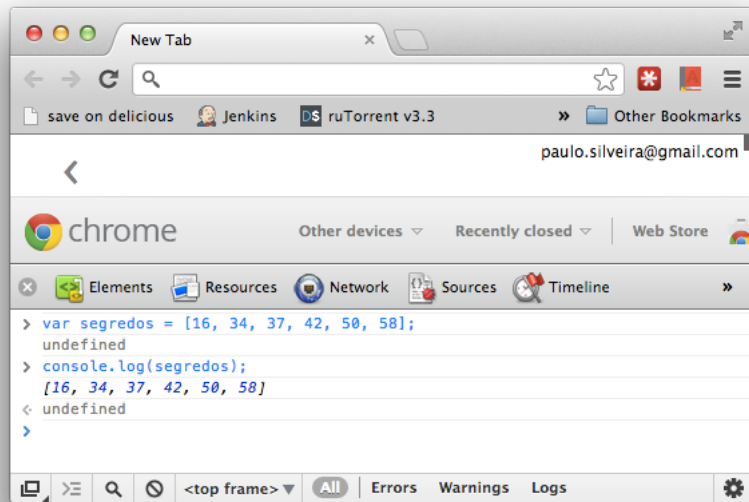 New Tab
save on delicious Jenkins DS ruTorrent v3.3 » Other Bookmarks
paulo.silveira@gmail.com
chrome Other devices Recently closed Web Store
Elements Resources Network Sources Timeline »
> var segredos = [16, 34, 37, 42, 50, 58];
undefined
> console.log(segredos);
[16, 34, 37, 42, 50, 58]
undefined
>
<top frame> All Errors Warnings Logs